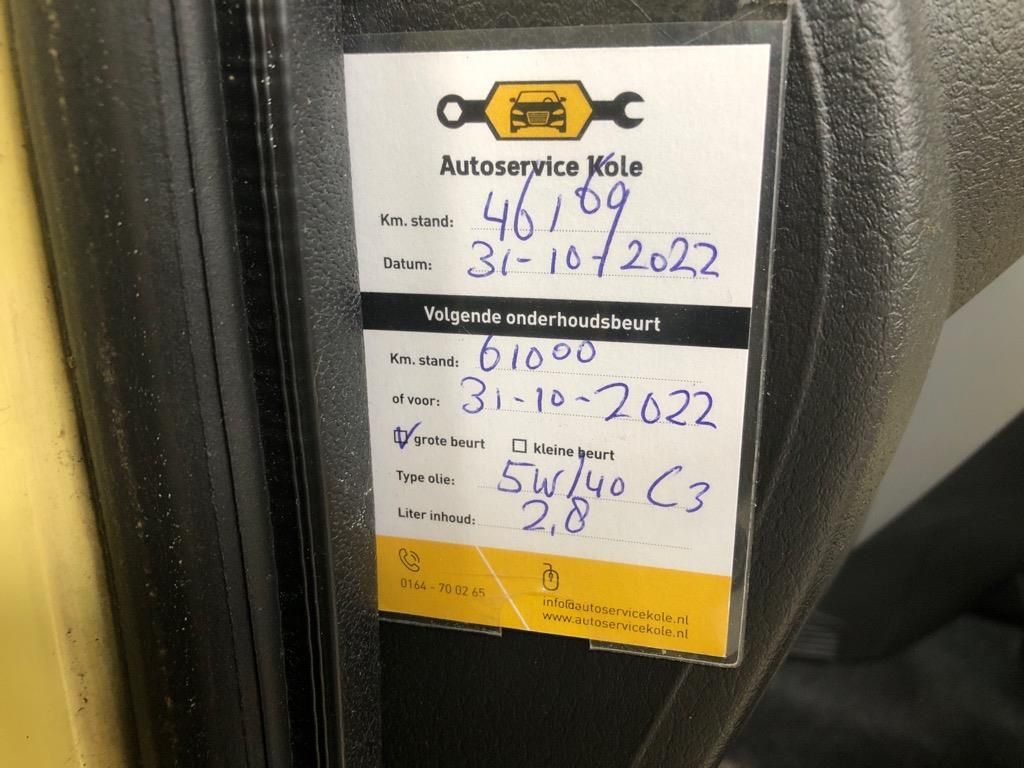 Autoservice Kole
Km. stand: 46169
Datum: 31-10-2022
Volgende onderhoudsbeurt
Km. stand: 61000
of voor: 31-10-2022
grote beurt kleine beurt
Type olie: 5W/40 C3
Liter inhoud: 2,8
0164 - 70 02 65
info@autoservicekole.nl
www.autoservicekole.nl